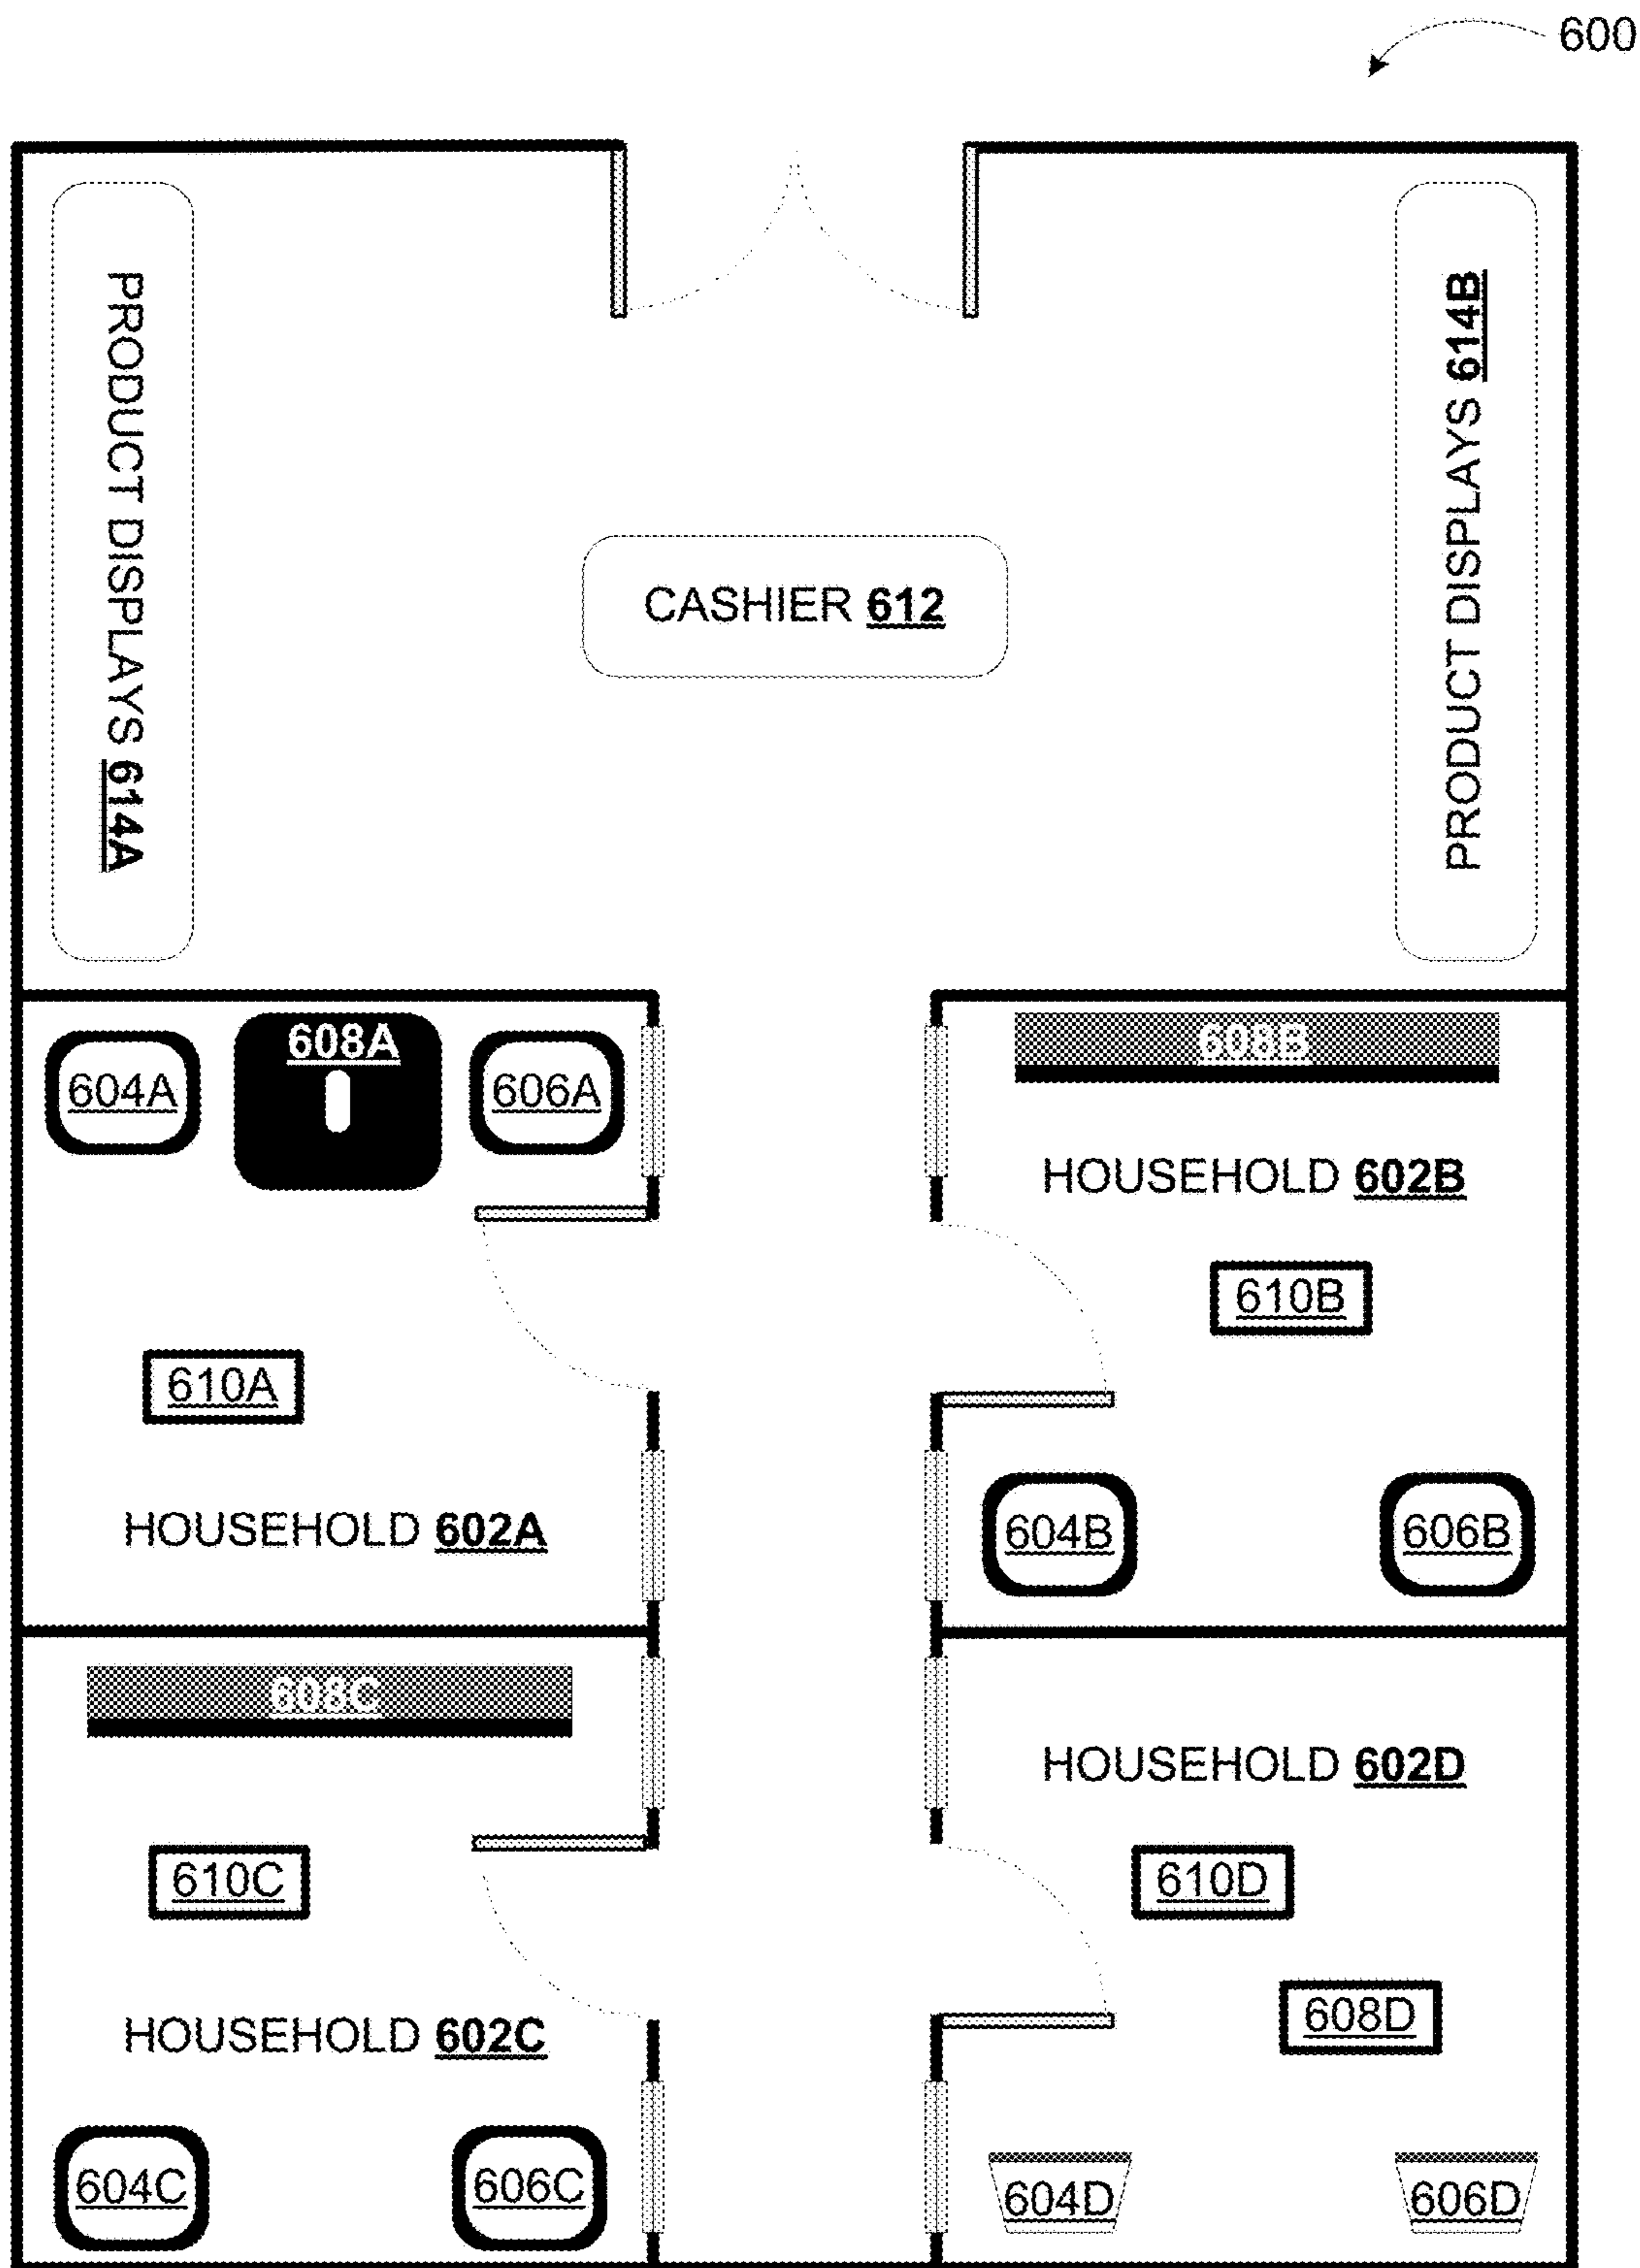 600
PRODUCT DISPLAYS 614A
PRODUCT DISPLAYS 614B
CASHIER 612
604A
608A
606A
608B
HOUSEHOLD 602B
610B
610A
HOUSEHOLD 602A
604B
606B
608C
HOUSEHOLD 602D
610C
610D
608D
HOUSEHOLD 602C
604C
606C
604D
606D